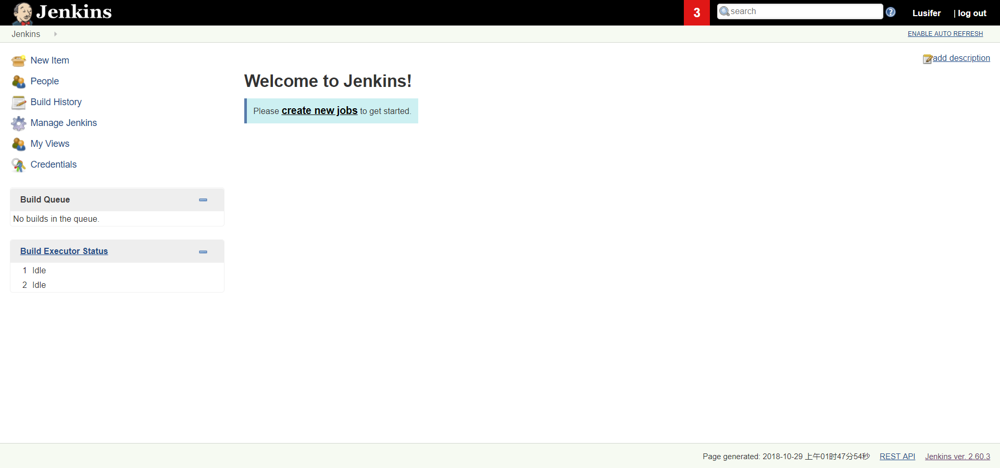 Jenkins
3
search
Lusifer
| log out
Jenkins
ENABLE AUTO REFRESH
New Item
People
Build History
Manage Jenkins
My Views
Credentials
add description
Welcome to Jenkins!
Please create new jobs to get started.
Build Queue
No builds in the queue.
Build Executor Status
1 Idle
2 Idle
Page generated: 2018-10-29 上午01时47分54秒 REST API Jenkins ver. 2.60.3